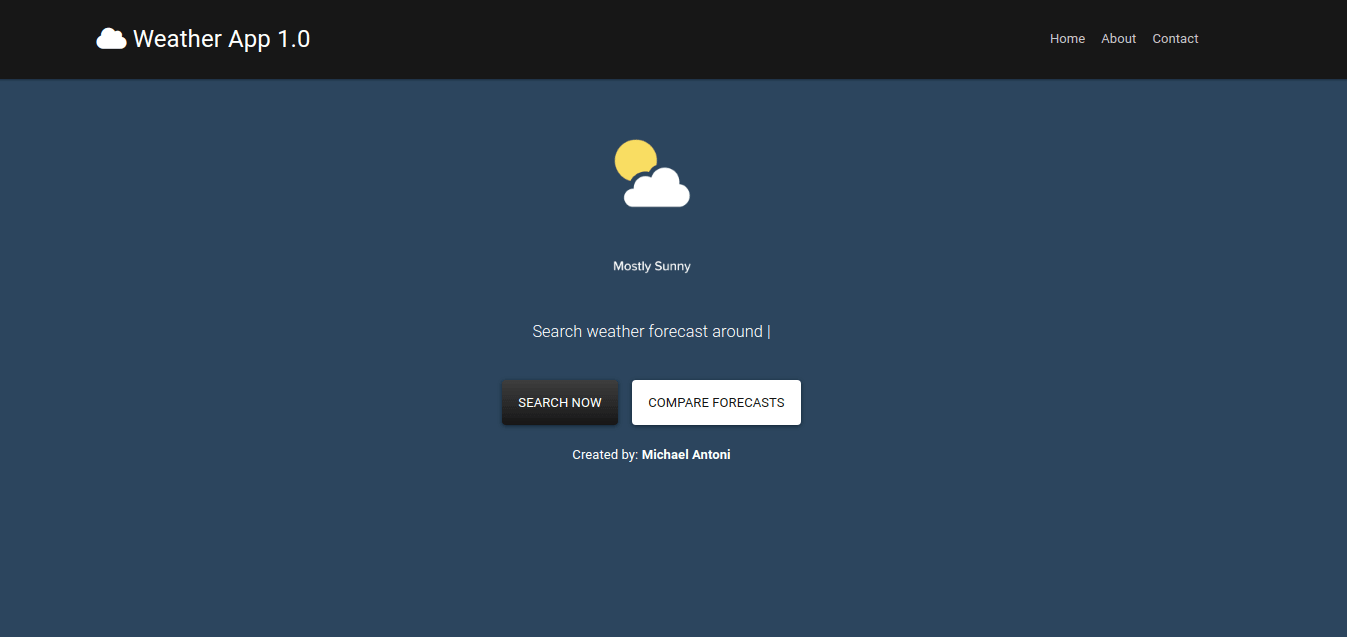 Weather App 1.0
Home About Contact
Mostly Sunny
Search weather forecast around |
SEARCH NOW COMPARE FORECASTS
Created by: Michael Antoni